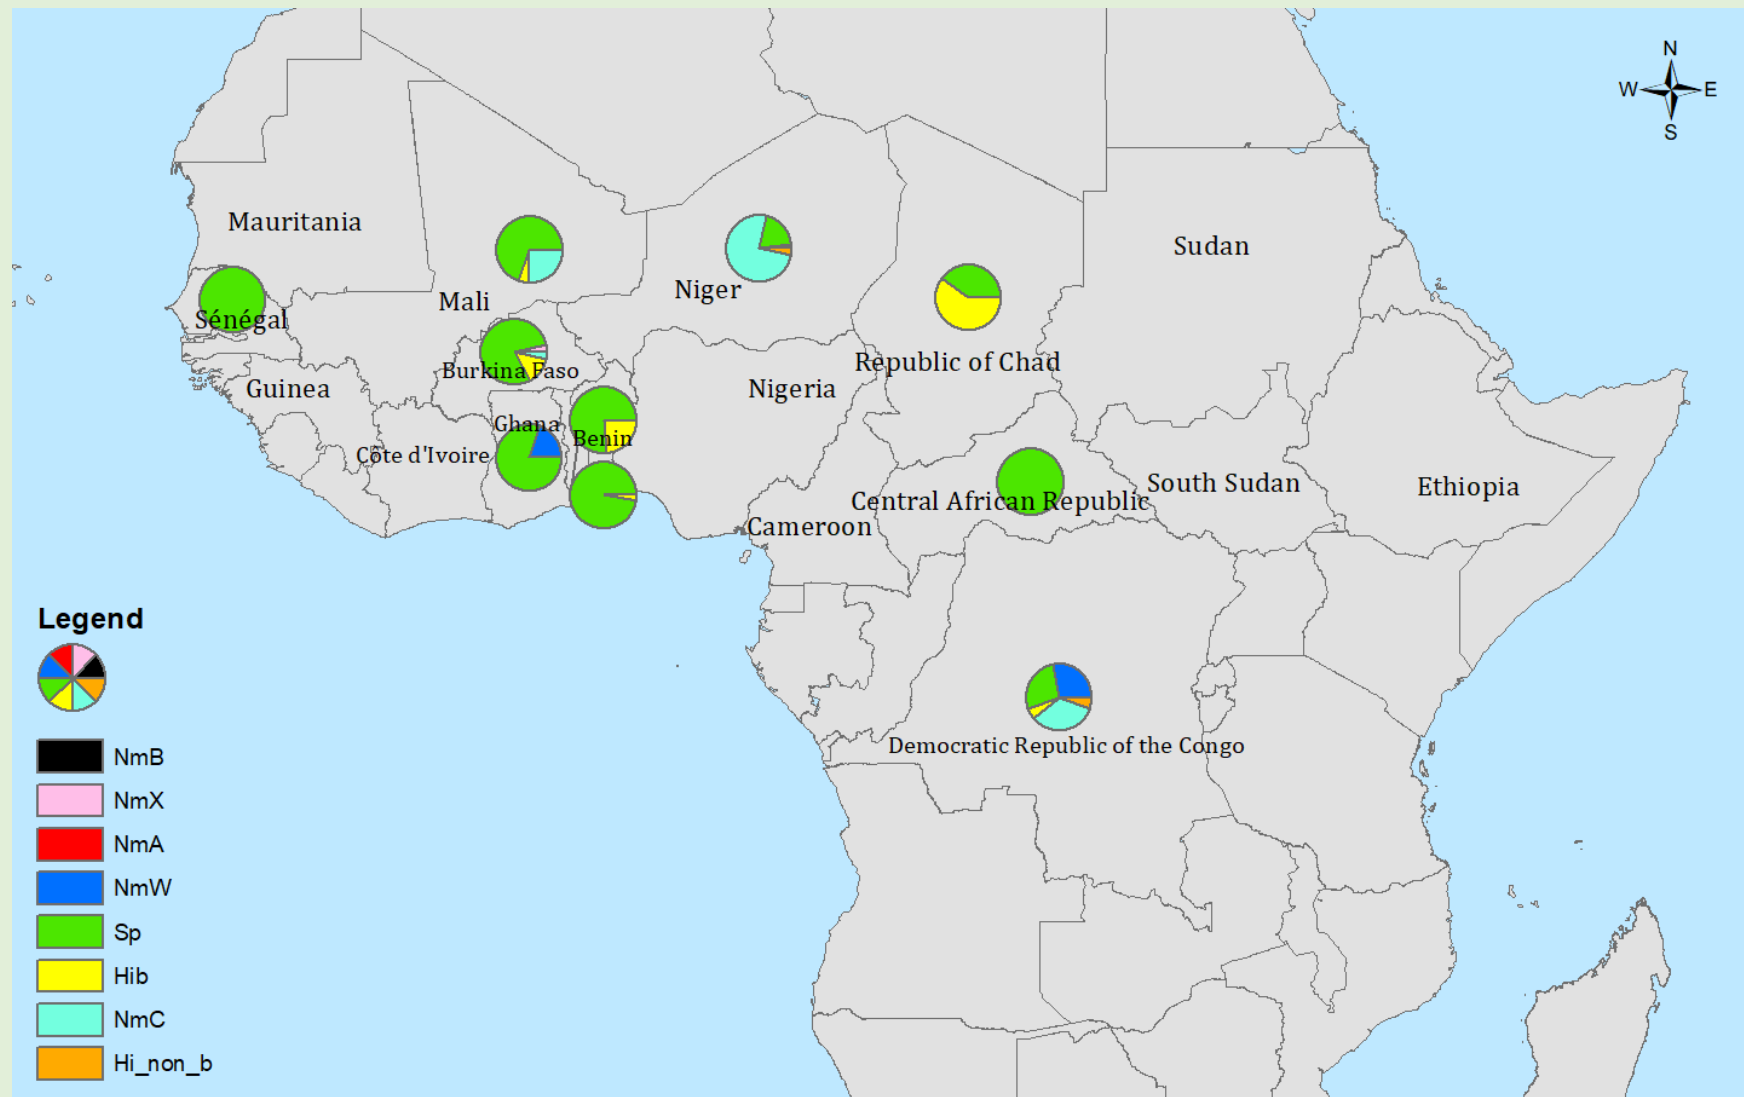 N
W E
S
Mauritania
Sudan
Niger
Mali
Sénégal
Republic of Chad
Burkina Faso
Guinea
Nigeria
Ghana
Benin
Côte d'Ivoire
South Sudan
Ethiopia
Central African Republic
Cameroon
Democratic Republic of the Congo
Legend
NmB
NmX
NmA
NmW
Sp
Hib
NmC
Hi_non_b